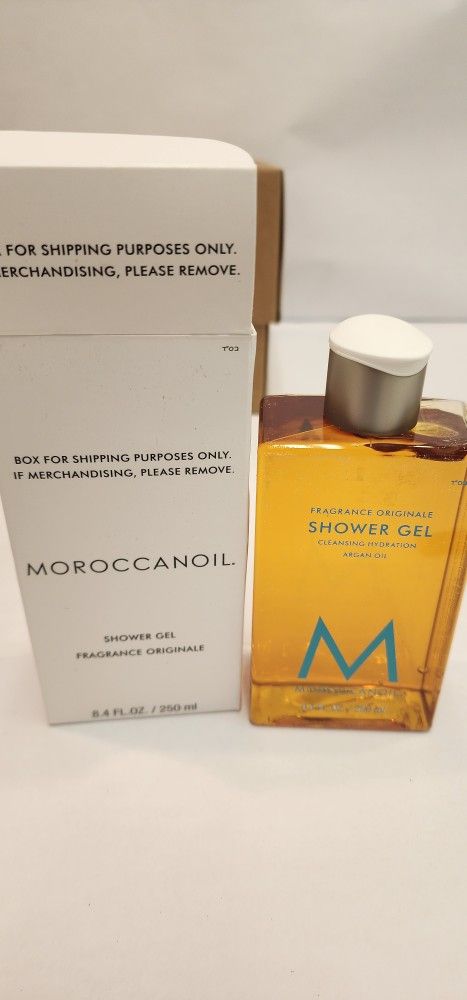 FOR SHIPPING PURPOSES ONLY.
MERCHANDISING, PLEASE REMOVE.
BOX FOR SHIPPING PURPOSES ONLY.
IF MERCHANDISING, PLEASE REMOVE.
MOROCCANOIL.
SHOWER GEL
FRAGRANCE ORIGINALE
8.4 FL.OZ. / 250 ml
FRAGRANCE ORIGINALE
SHOWER GEL
CLEANSING HYDRATION
ARGAN OIL
M
MOROCCANOIL